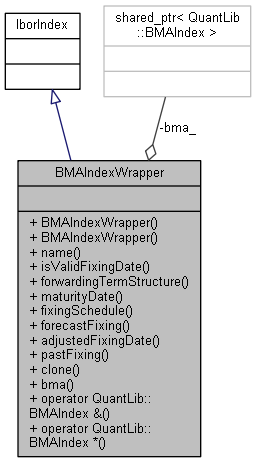 IborIndex
shared_ptr< QuantLib
::BMAIndex >
-bma_
BMAIndexWrapper
+ BMAIndexWrapper()
+ BMAIndexWrapper()
+ name()
+ isValidFixingDate()
+ forwardingTermStructure()
+ maturityDate()
+ fixingSchedule()
+ forecastFixing()
+ adjustedFixingDate()
+ pastFixing()
+ clone()
+ bma()
+ operator QuantLib::
BMAIndex &()
+ operator QuantLib::
BMAIndex *()